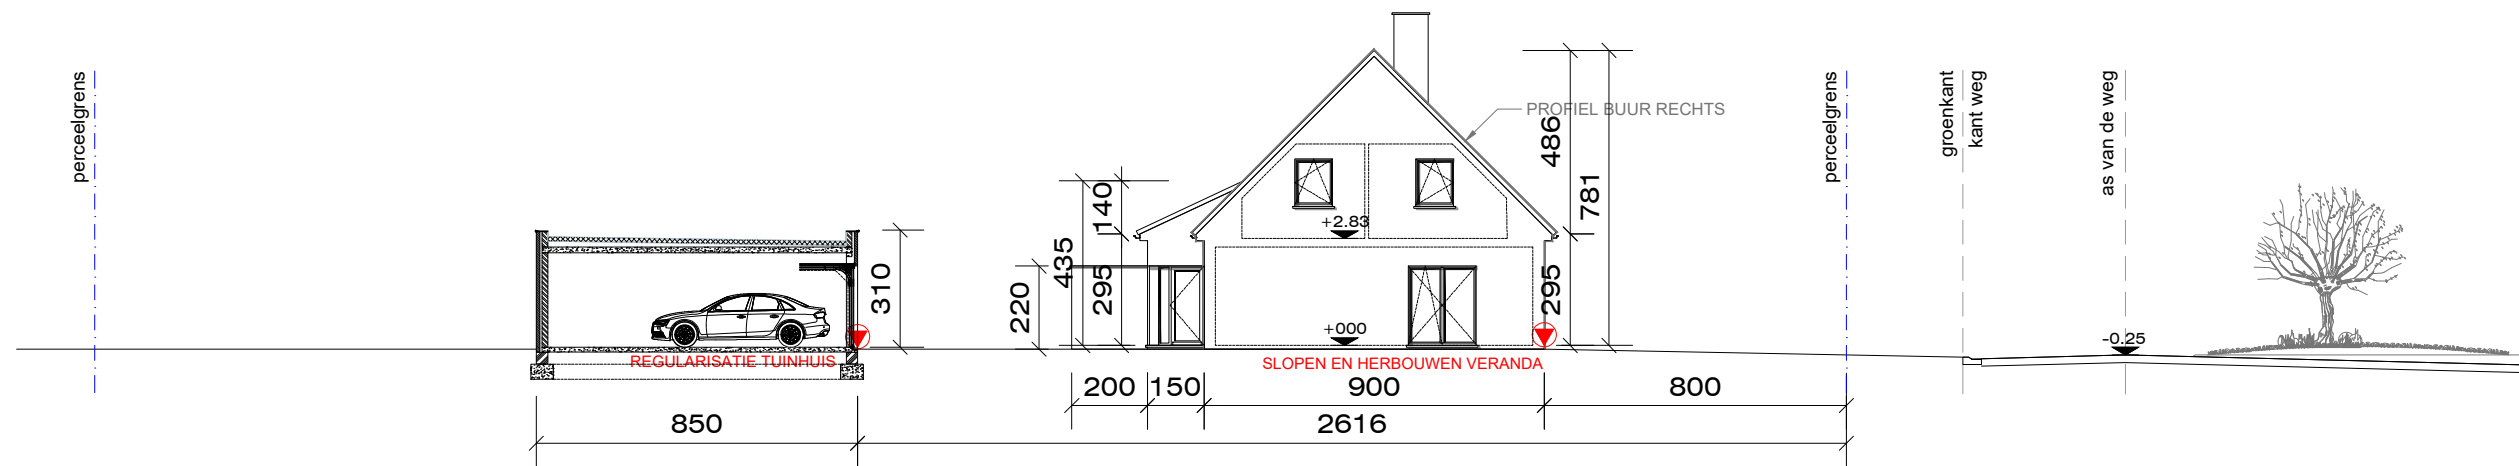 perceelgrens
REGULARISATIE TUINHUIS
310
850
220
435
140
295
200
150
900
800
2616
+2.83
+000
SLOPEN EN HERBOUWEN VERANDA
PROFIEL BUUR RECHTS
486
295
781
perceelgrens
groenkant
kant weg
as van de weg
-0.25